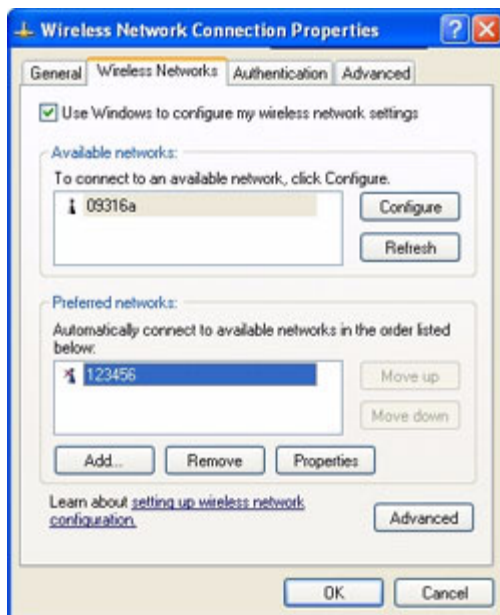 Wireless Network Connection Properties
General Wireless Networks Authentication Advanced
Use Windows to configure my wireless network settings
Available networks:
To connect to an available network, click Configure.
09316a
Configure
Refresh
Preferred networks:
Automatically connect to available networks in the order listed
below:
123456
Move up
Move down
Add... Remove Properties
Learn about setting up wireless network
configuration.
Advanced
OK Cancel